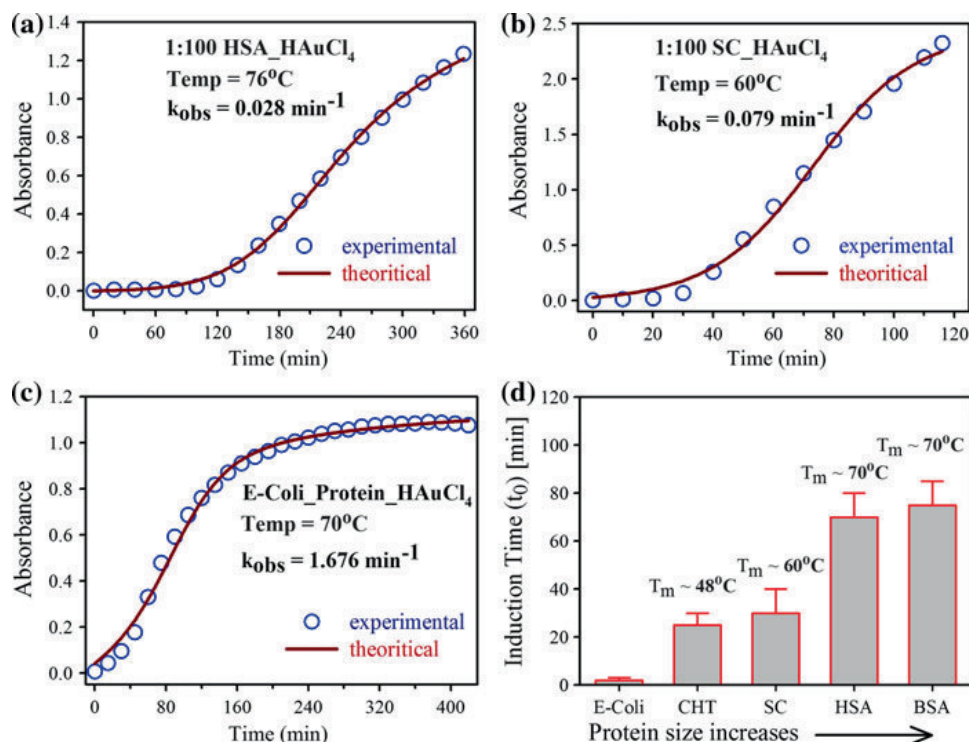 (a)
1:100 HSA_HAuCl4
Temp = 76°C
kobs = 0.028 min-1
experimental
theoritical
Absorbance
1.4
1.2
1.0
0.8
0.6
0.4
0.2
0.0
0 60 120 180 240 300 360
Time (min)
(b)
1:100 SC_HAuCl4
Temp = 60°C
kobs = 0.079 min-1
experimental
theoritical
Absorbance
2.5
2.0
1.5
1.0
0.5
0.0
0 20 40 60 80 100 120
Time (min)
(c)
E-Coli_Protein_HAuCl4
Temp = 70°C
kobs = 1.676 min-1
experimental
theoritical
Absorbance
1.2
1.0
0.8
0.6
0.4
0.2
0.0
0 80 160 240 320 400
Time (min)
(d)
Induction Time (t0) [min]
120
100
80
60
40
20
0
Tm ~ 48°C
Tm ~ 60°C
Tm ~ 70°C
Tm ~ 70°C
E-Coli CHT SC HSA BSA
Protein size increases